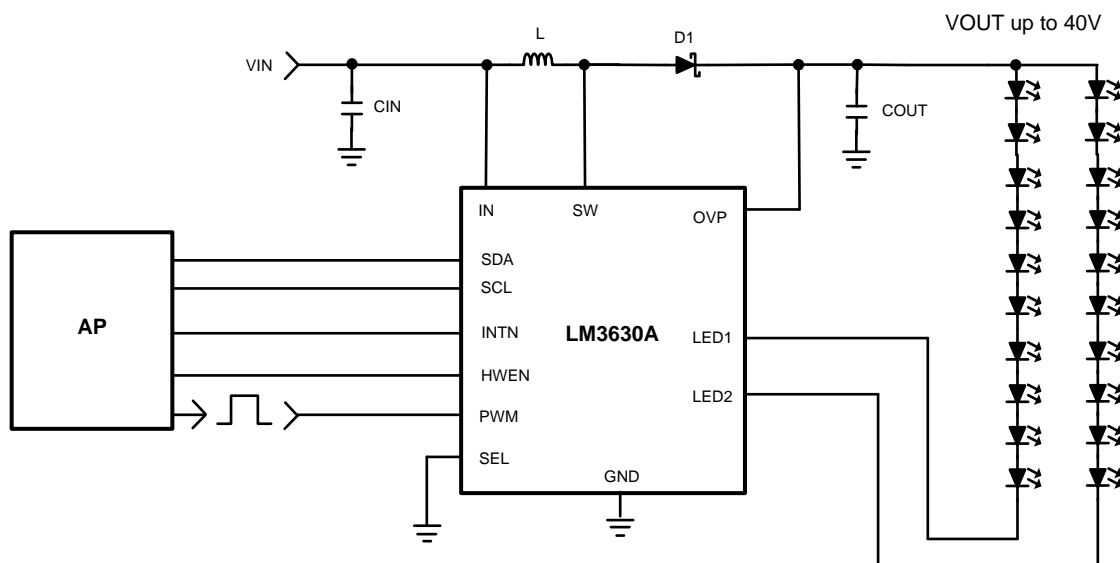 VOUT up to 40V
L
D1
VIN
CIN
COUT
IN
SW
OVP
SDA
SCL
AP
INTN
LM3630A
LED1
HWEN
LED2
PWM
SEL
GND